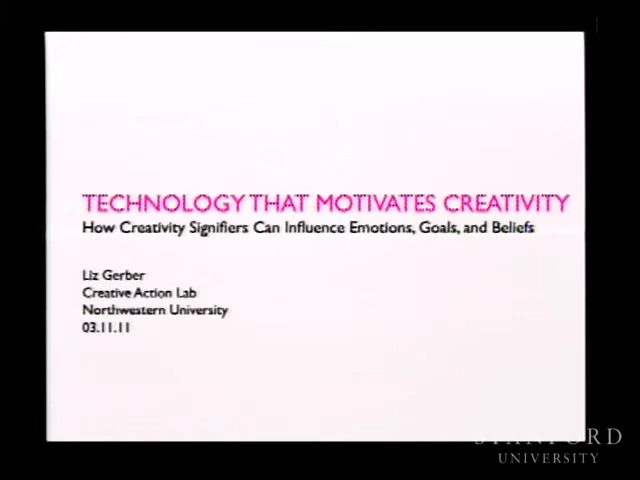 TECHNOLOGY THAT MOTIVATES CREATIVITY
How Creativity Signifiers Can Influence Emotions, Goals, and Beliefs
Liz Gerber
Creative Action Lab
Northwestern University
03.11.11
STANFORD
UNIVERSITY